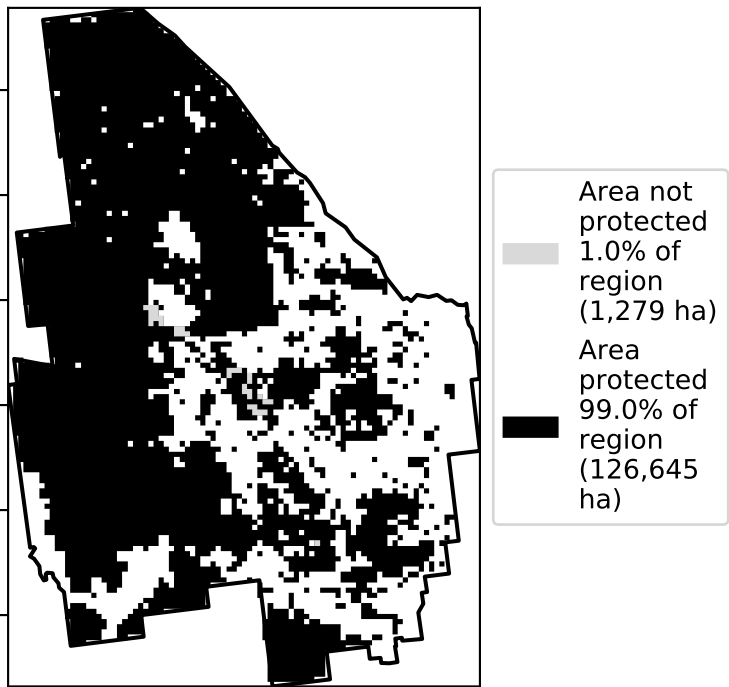 Area not
protected
1.0% of
region
(1,279 ha)
Area
protected
99.0% of
region
(126,645
ha)